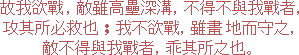 故我欲戰，敵雖高壘深溝，不得不與我戰者，
攻其所必救也；我不欲戰，雖畫 地而守之，
敵不得與我戰者，乖其所之也。